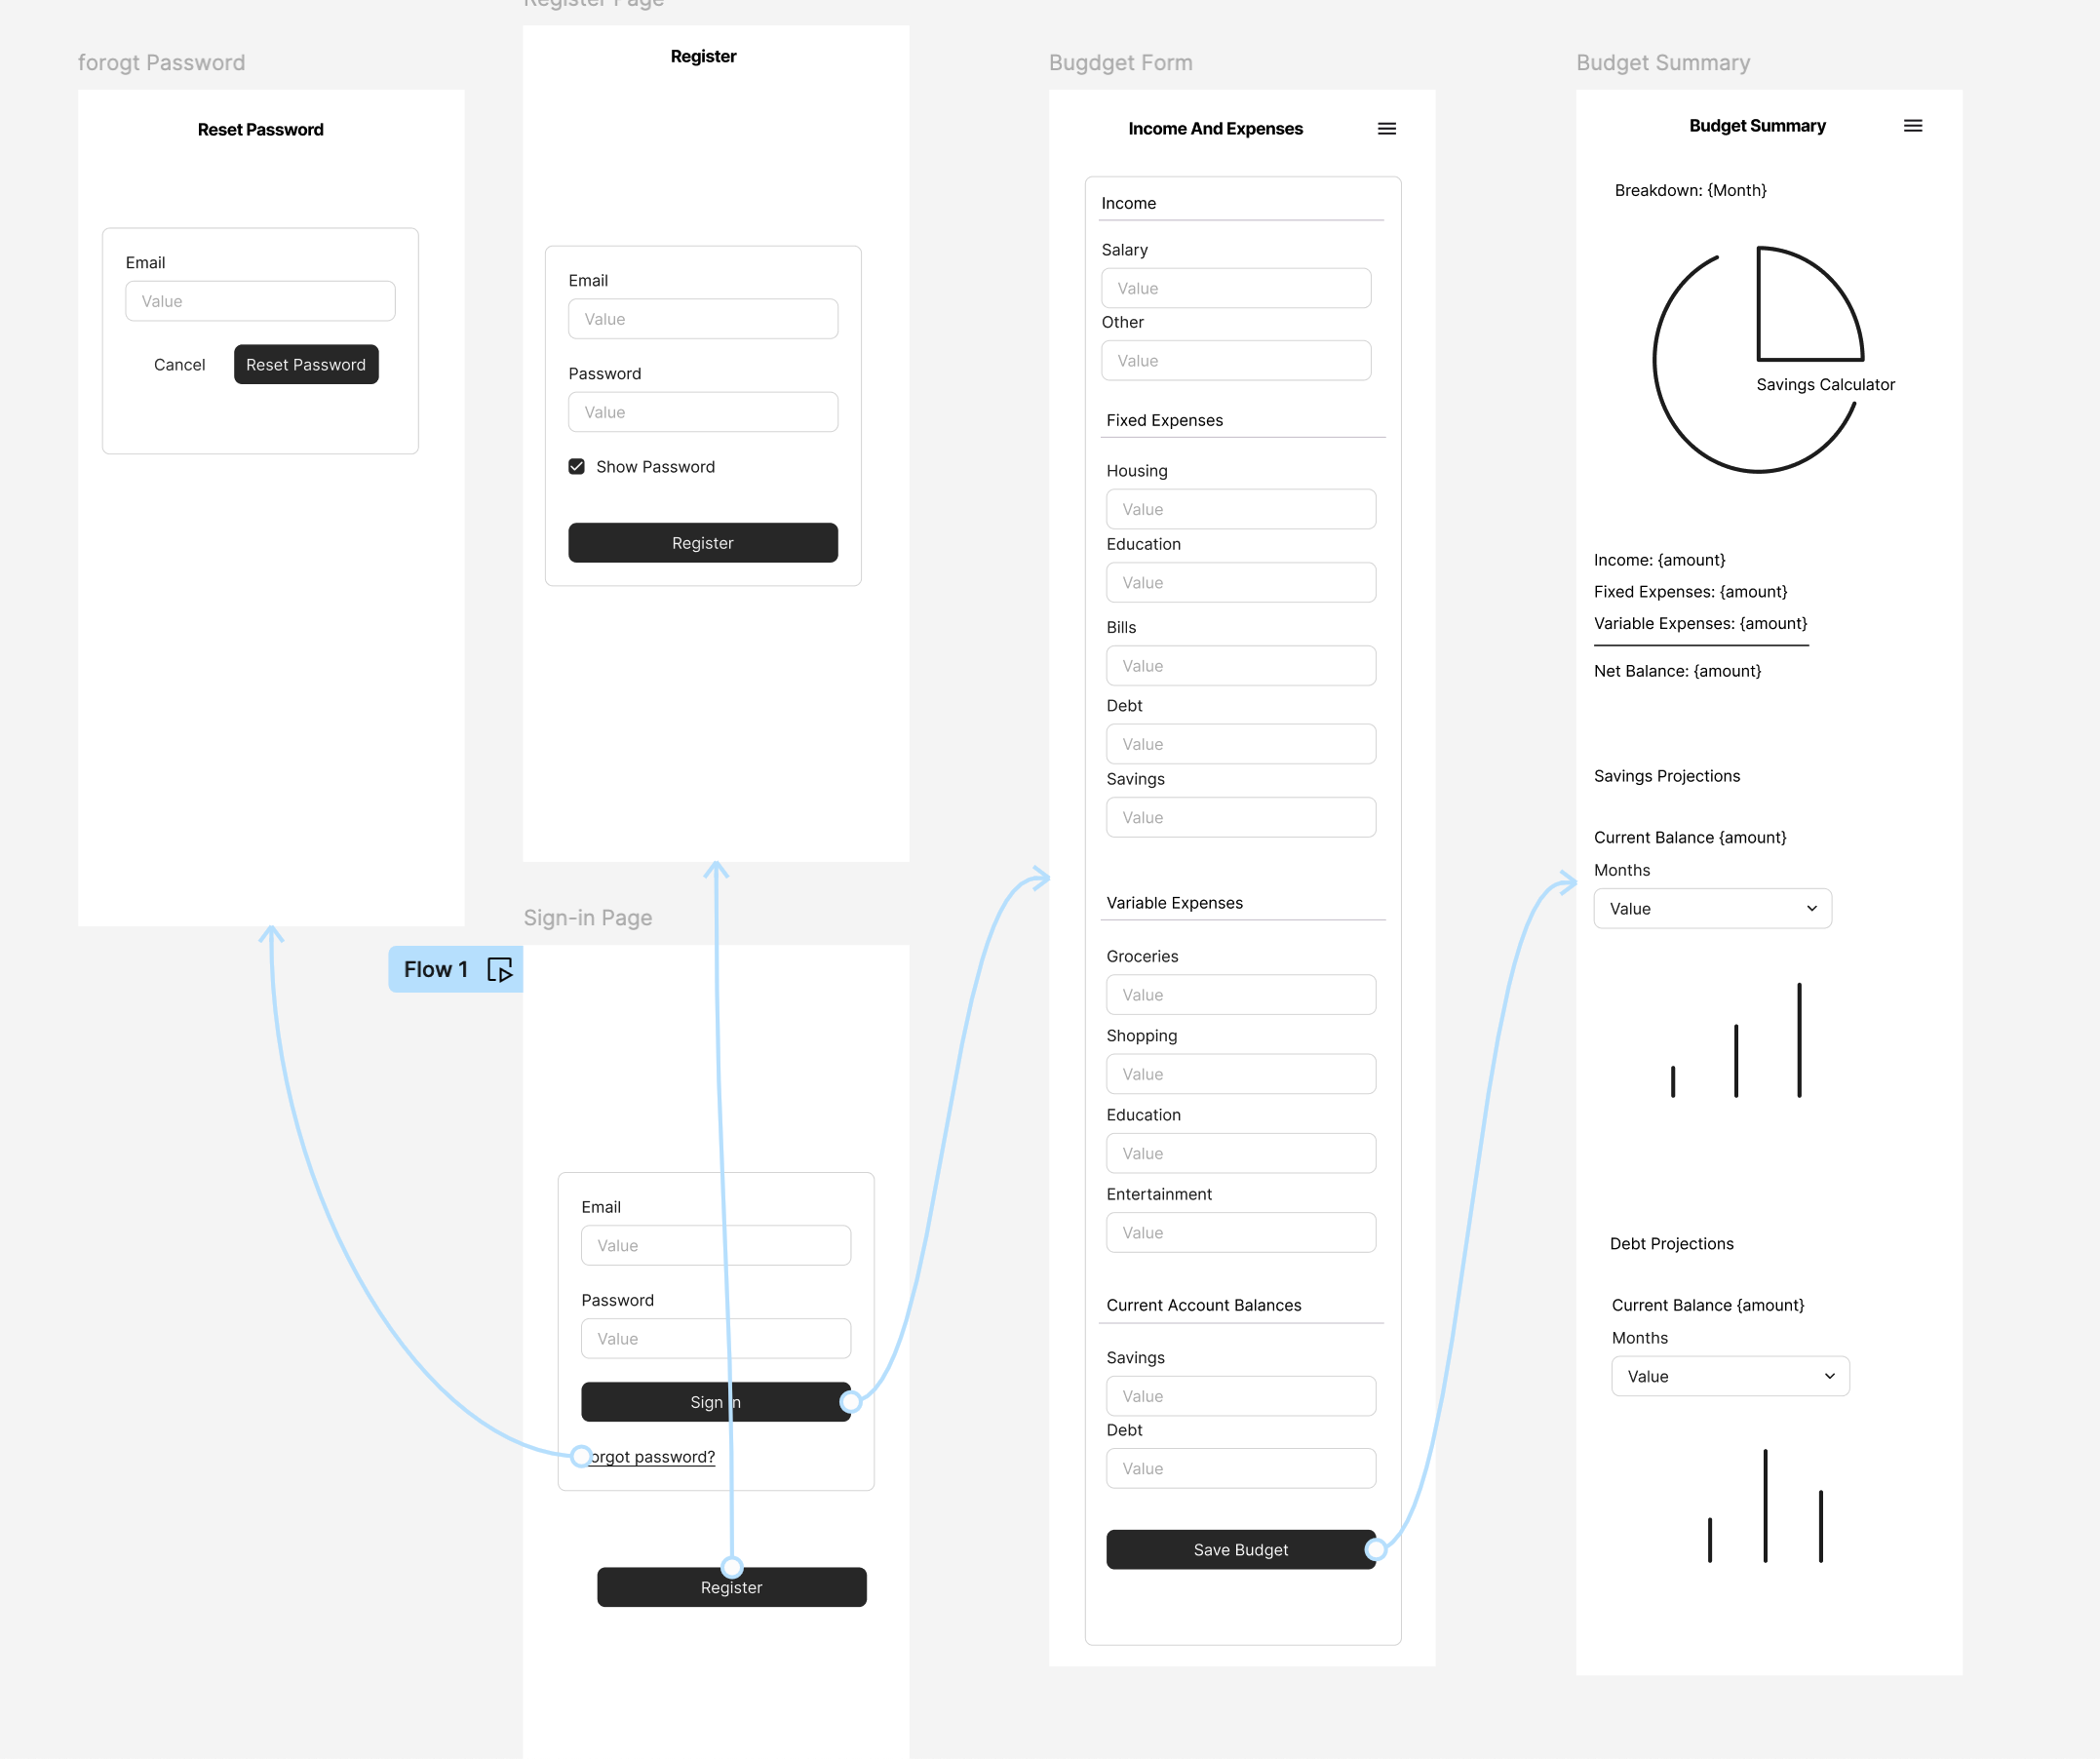 forogt Password
Reset Password
Email
Value
Cancel
Reset Password
Register Page
Register
Email
Value
Password
Value
Show Password
Register
Flow 1
Sign-in Page
Email
Value
Password
Value
Sign In
Forgot password?
Register
Bugdget Form
Income And Expenses
Income
Salary
Value
Other
Value
Fixed Expenses
Housing
Value
Education
Value
Bills
Value
Debt
Value
Savings
Value
Variable Expenses
Groceries
Value
Shopping
Value
Education
Value
Entertainment
Value
Current Account Balances
Savings
Value
Debt
Value
Save Budget
Budget Summary
Budget Summary
Breakdown: {Month}
Savings Calculator
Income: {amount}
Fixed Expenses: {amount}
Variable Expenses: {amount}
Net Balance: {amount}
Savings Projections
Current Balance {amount}
Months
Value
Debt Projections
Current Balance {amount}
Months
Value